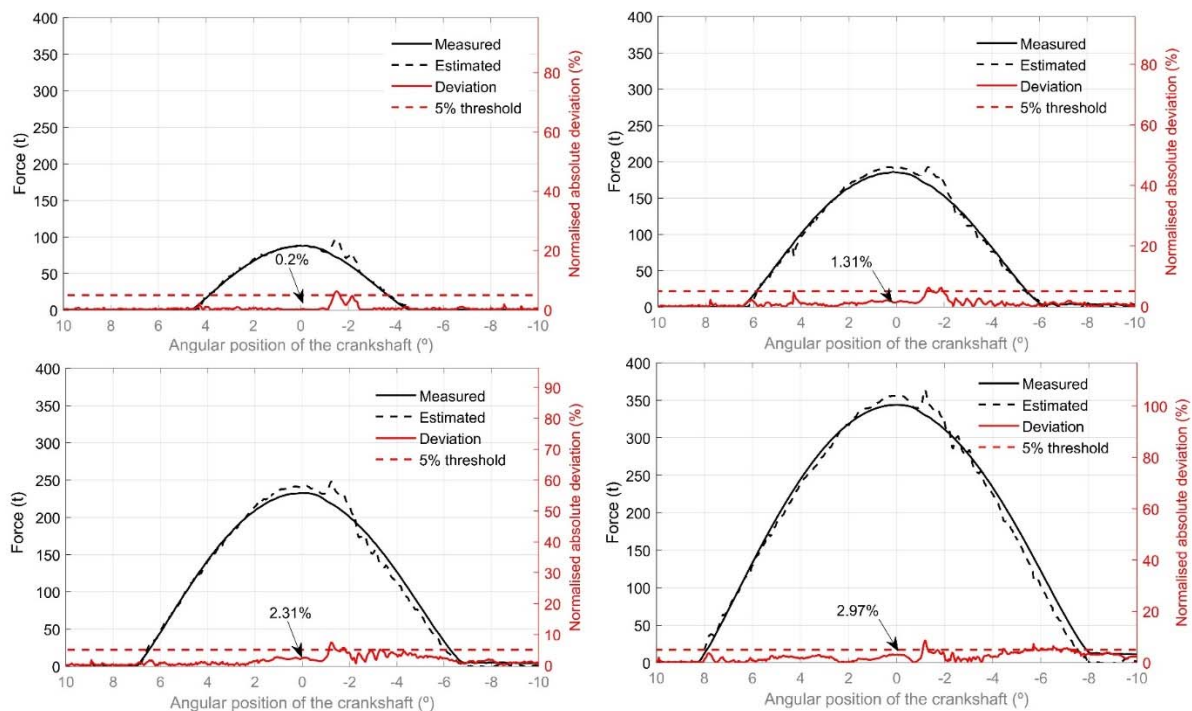 400
350
300
250
200
150
100
50
0
Force (t)
Measured
Estimated
Deviation
5% threshold
0.2%
80
60
40
20
0
Normalised absolute deviation (%)
10 8 6 4 2 0 -2 -4 -6 -8 -10
Angular position of the crankshaft (º)
400
350
300
250
200
150
100
50
0
Force (t)
Measured
Estimated
Deviation
5% threshold
1.31%
80
60
40
20
0
Normalised absolute deviation (%)
10 8 6 4 2 0 -2 -4 -6 -8 -10
Angular position of the crankshaft (º)
400
350
300
250
200
150
100
50
0
Force (t)
Measured
Estimated
Deviation
5% threshold
2.31%
90
80
70
60
50
40
30
20
10
0
Normalised absolute deviation (%)
10 8 6 4 2 0 -2 -4 -6 -8 -10
Angular position of the crankshaft (º)
400
350
300
250
200
150
100
50
0
Force (t)
Measured
Estimated
Deviation
5% threshold
2.97%
100
80
60
40
20
0
Normalised absolute deviation (%)
10 8 6 4 2 0 -2 -4 -6 -8 -10
Angular position of the crankshaft (º)